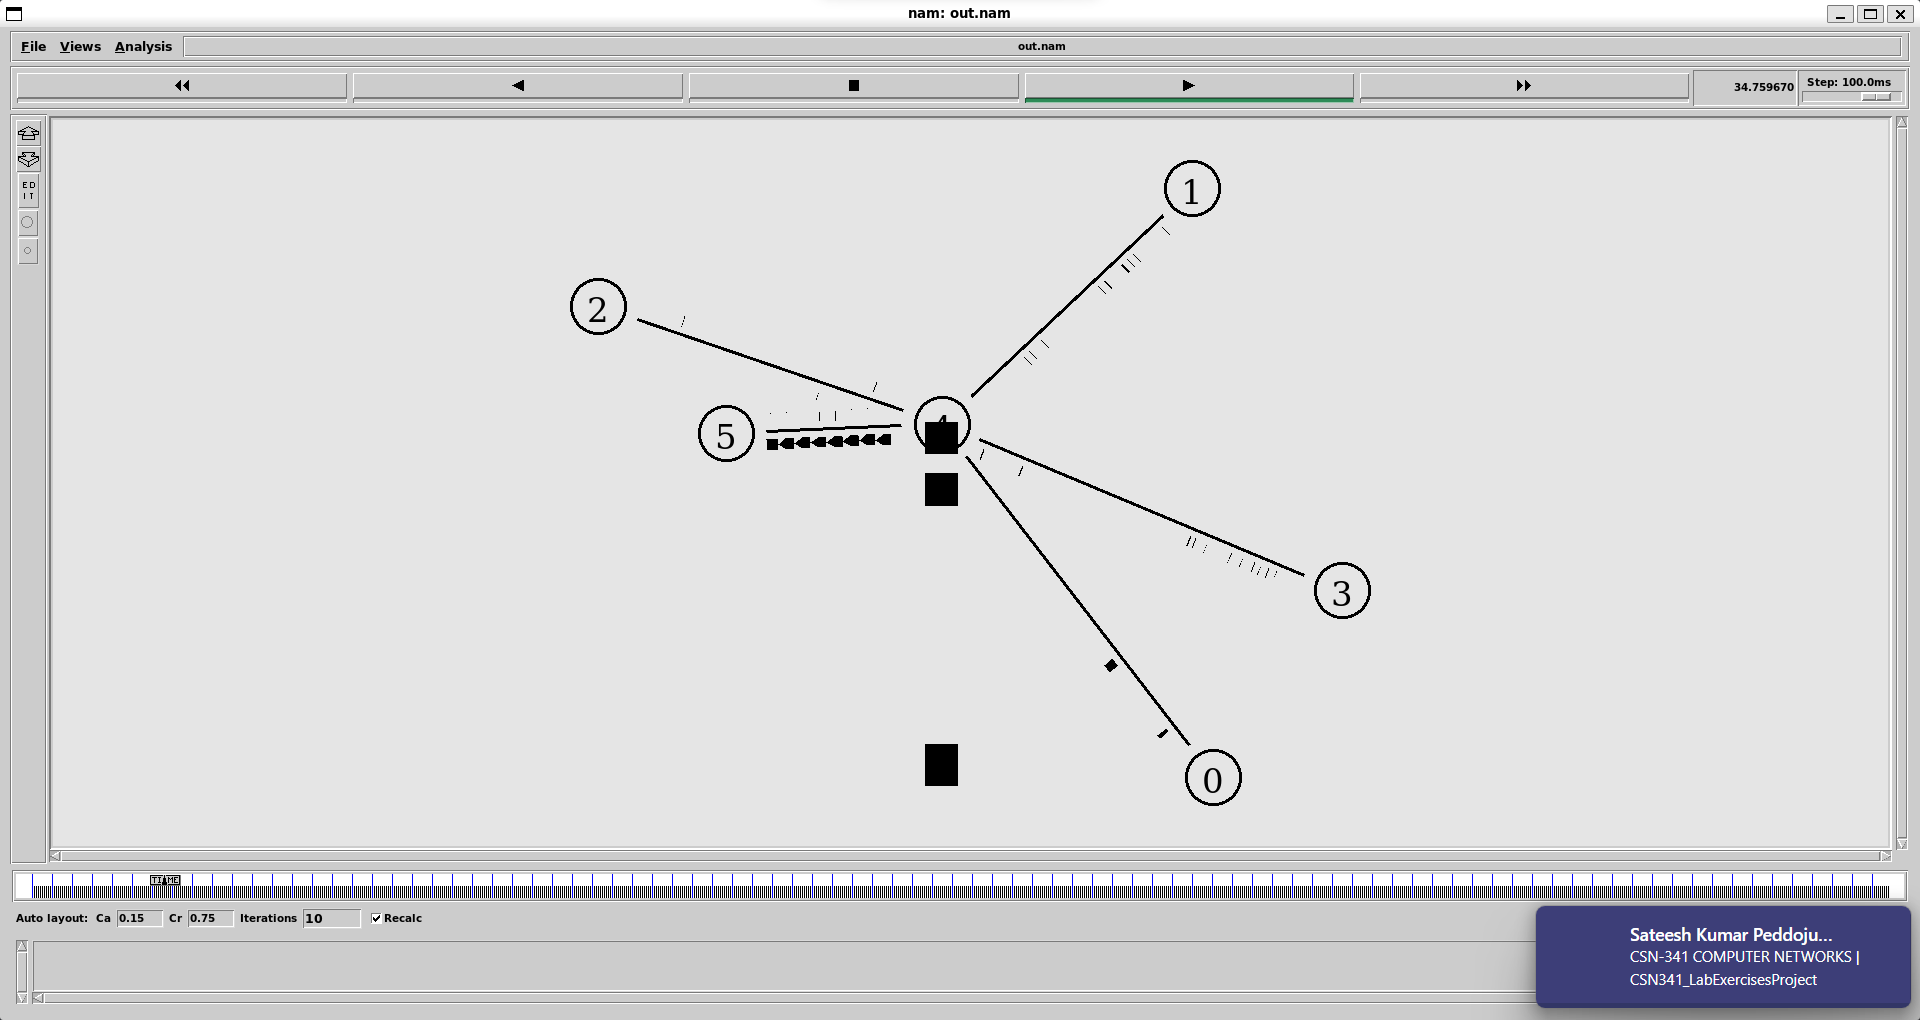 nam: out.nam
File Views Analysis
out.nam
34.759670
Step: 100.0ms
ED
IT
1
2
4
5
3
0
TIME
Auto layout: Ca 0.15 Cr 0.75 Iterations 10 Recalc
Sateesh Kumar Peddoju...
CSN-341 COMPUTER NETWORKS |
CSN341_LabExercisesProject